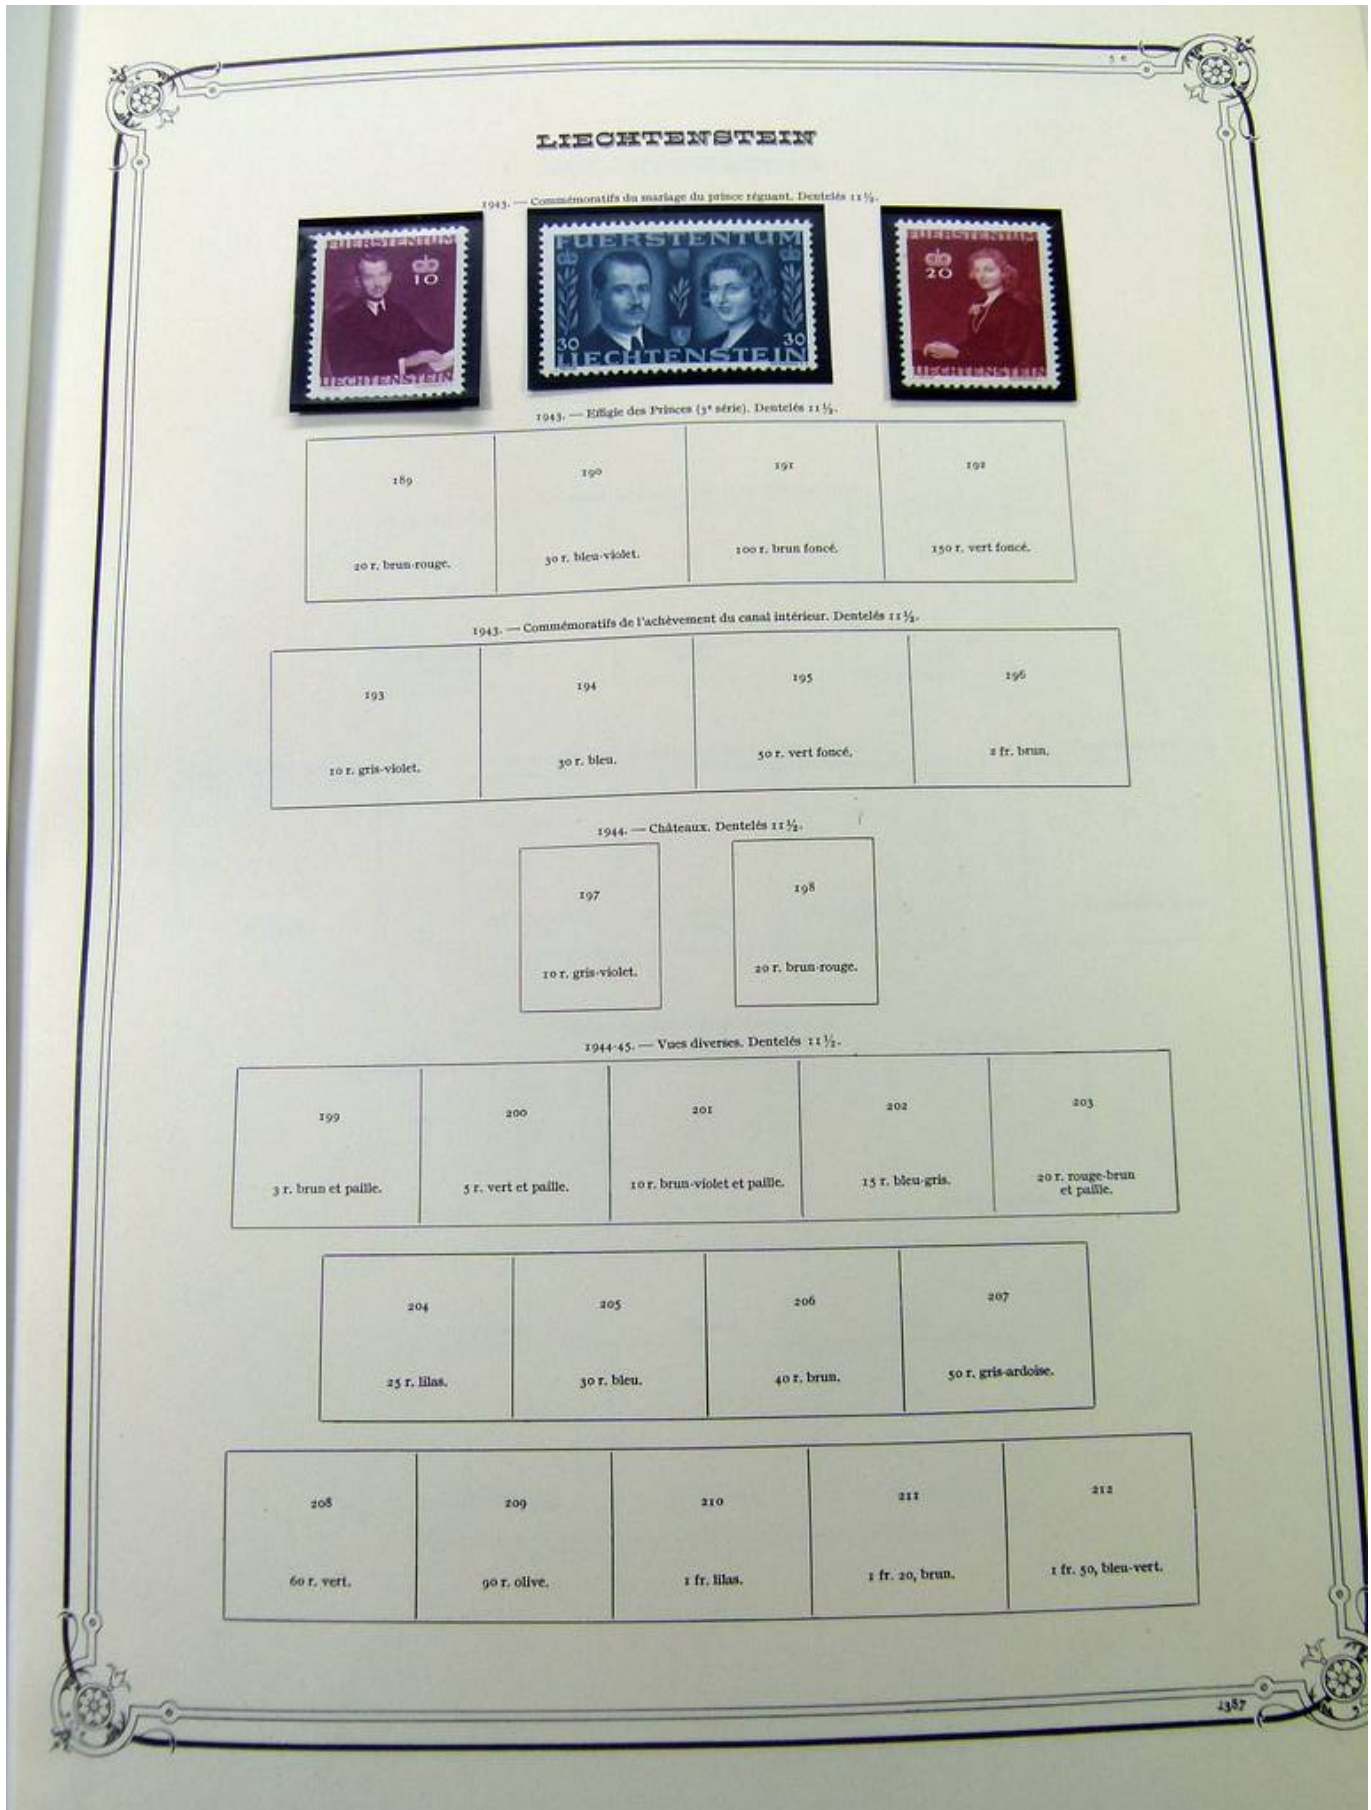 LIECHTENSTEIN
1943. — Commémoratifs du mariage du prince régnant. Dentelés 11½.
FUERSTENTUM
10
LIECHTENSTEIN
FUERSTENTUM
30 30
LIECHTENSTEIN
FUERSTENTUM
20
LIECHTENSTEIN
1943. — Effigie des Princes (3e série). Dentelés 11½.
189 190 191 192
20 r. brun-rouge. 30 r. bleu-violet. 100 r. brun foncé. 150 r. vert foncé.
1943. — Commémoratifs de l'achèvement du canal intérieur. Dentelés 11½.
193 194 195 196
10 r. gris-violet. 30 r. bleu. 50 r. vert foncé. 2 fr. brun.
1944. — Châteaux. Dentelés 11½.
197 198
10 r. gris-violet. 20 r. brun-rouge.
1944-45. — Vues diverses. Dentelés 11½.
199 200 201 202 203
3 r. brun et paille. 5 r. vert et paille. 10 r. brun-violet et paille. 15 r. bleu-gris. 20 r. rouge-brun
et paille.
204 205 206 207
25 r. lilas. 30 r. bleu. 40 r. brun. 50 r. gris-ardoise.
208 209 210 211 212
60 r. vert. 90 r. olive. 1 fr. lilas. 1 fr. 20, brun. 1 fr. 50, bleu-vert.
1387